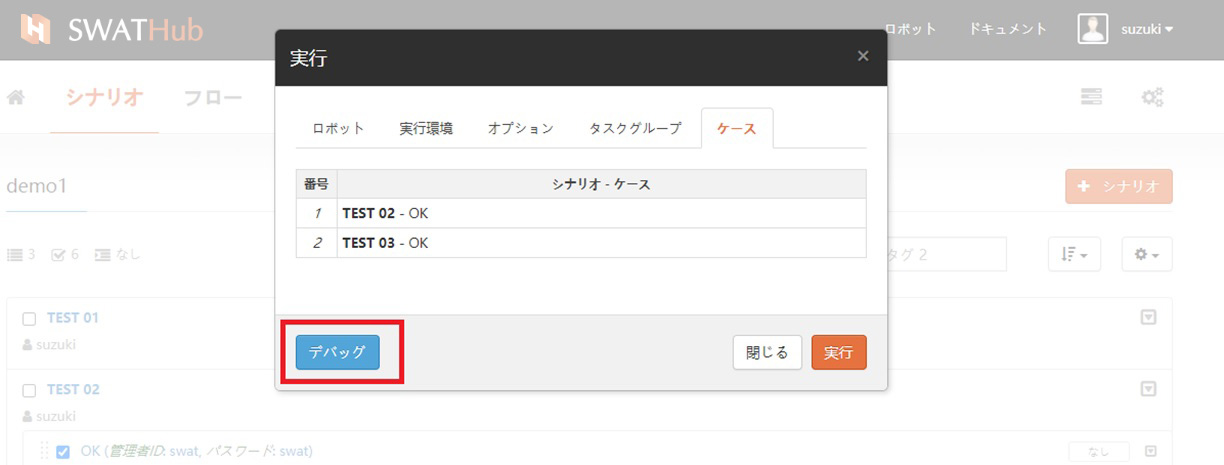 SWATHub
ロボット
ドキュメント
suzuki
シナリオ
フロー
demo1
シナリオ
3
6
なし
タグ 2
TEST 01
suzuki
TEST 02
suzuki
OK (管理者ID: swat, パスワード: swat)
なし
実行
×
ロボット
実行環境
オプション
タスクグループ
ケース
番号
シナリオ - ケース
1
TEST 02 - OK
2
TEST 03 - OK
デバッグ
閉じる
実行